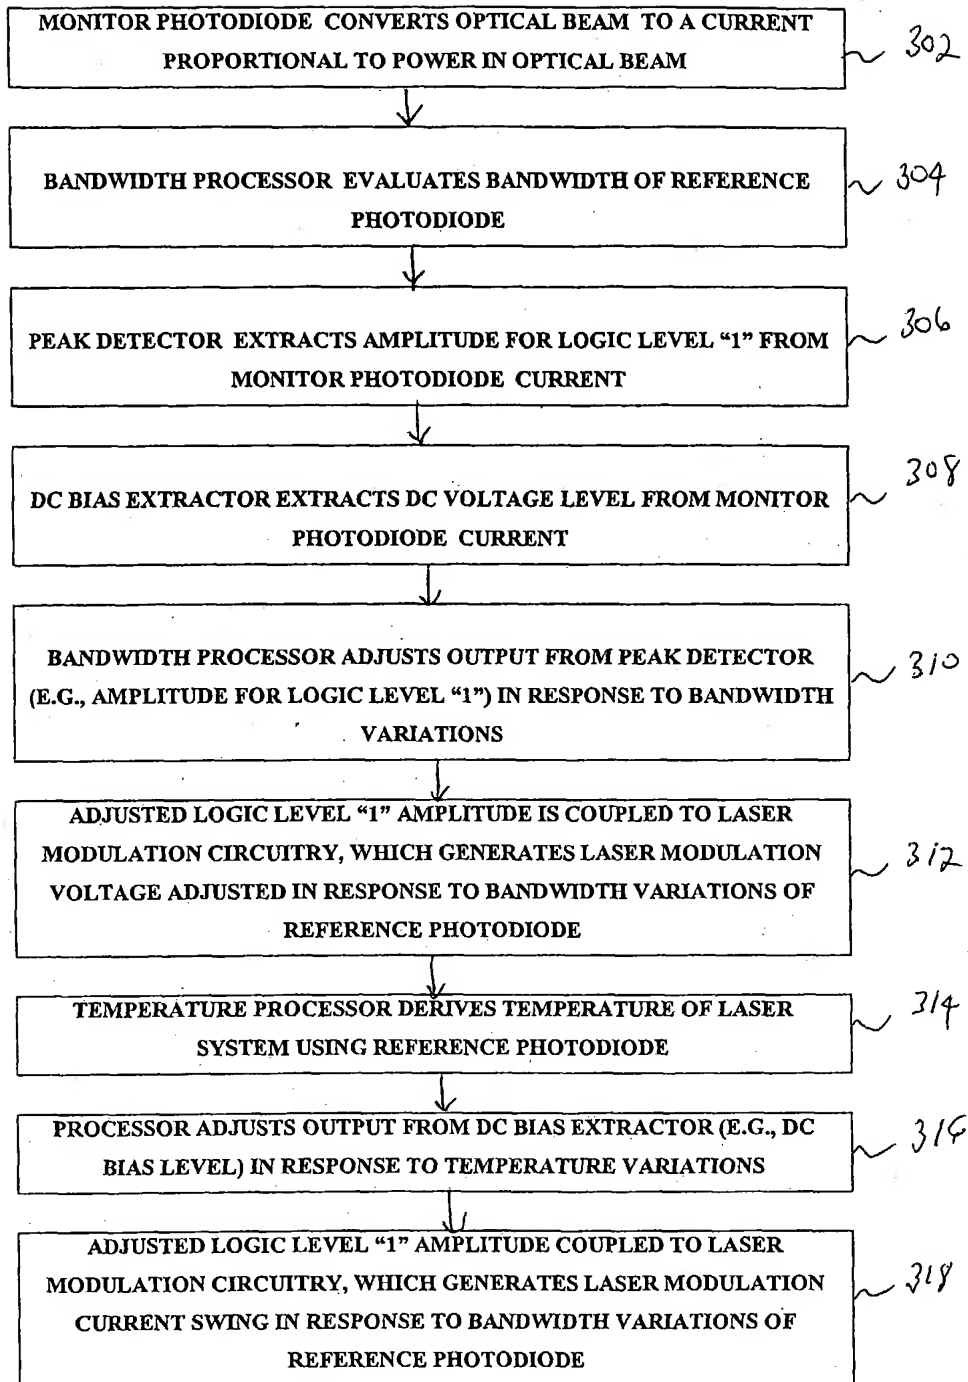 MONITOR PHOTODIODE CONVERTS OPTICAL BEAM TO A CURRENT
PROPORTIONAL TO POWER IN OPTICAL BEAM
302
BANDWIDTH PROCESSOR EVALUATES BANDWIDTH OF REFERENCE
PHOTODIODE
304
PEAK DETECTOR EXTRACTS AMPLITUDE FOR LOGIC LEVEL “1” FROM
MONITOR PHOTODIODE CURRENT
306
DC BIAS EXTRACTOR EXTRACTS DC VOLTAGE LEVEL FROM MONITOR
PHOTODIODE CURRENT
308
BANDWIDTH PROCESSOR ADJUSTS OUTPUT FROM PEAK DETECTOR
(E.G., AMPLITUDE FOR LOGIC LEVEL “1”) IN RESPONSE TO BANDWIDTH
VARIATIONS
310
ADJUSTED LOGIC LEVEL “1” AMPLITUDE IS COUPLED TO LASER
MODULATION CIRCUITRY, WHICH GENERATES LASER MODULATION
VOLTAGE ADJUSTED IN RESPONSE TO BANDWIDTH VARIATIONS OF
REFERENCE PHOTODIODE
312
TEMPERATURE PROCESSOR DERIVES TEMPERATURE OF LASER
SYSTEM USING REFERENCE PHOTODIODE
314
PROCESSOR ADJUSTS OUTPUT FROM DC BIAS EXTRACTOR (E.G., DC
BIAS LEVEL) IN RESPONSE TO TEMPERATURE VARIATIONS
316
ADJUSTED LOGIC LEVEL “1” AMPLITUDE COUPLED TO LASER
MODULATION CIRCUITRY, WHICH GENERATES LASER MODULATION
CURRENT SWING IN RESPONSE TO BANDWIDTH VARIATIONS OF
REFERENCE PHOTODIODE
318